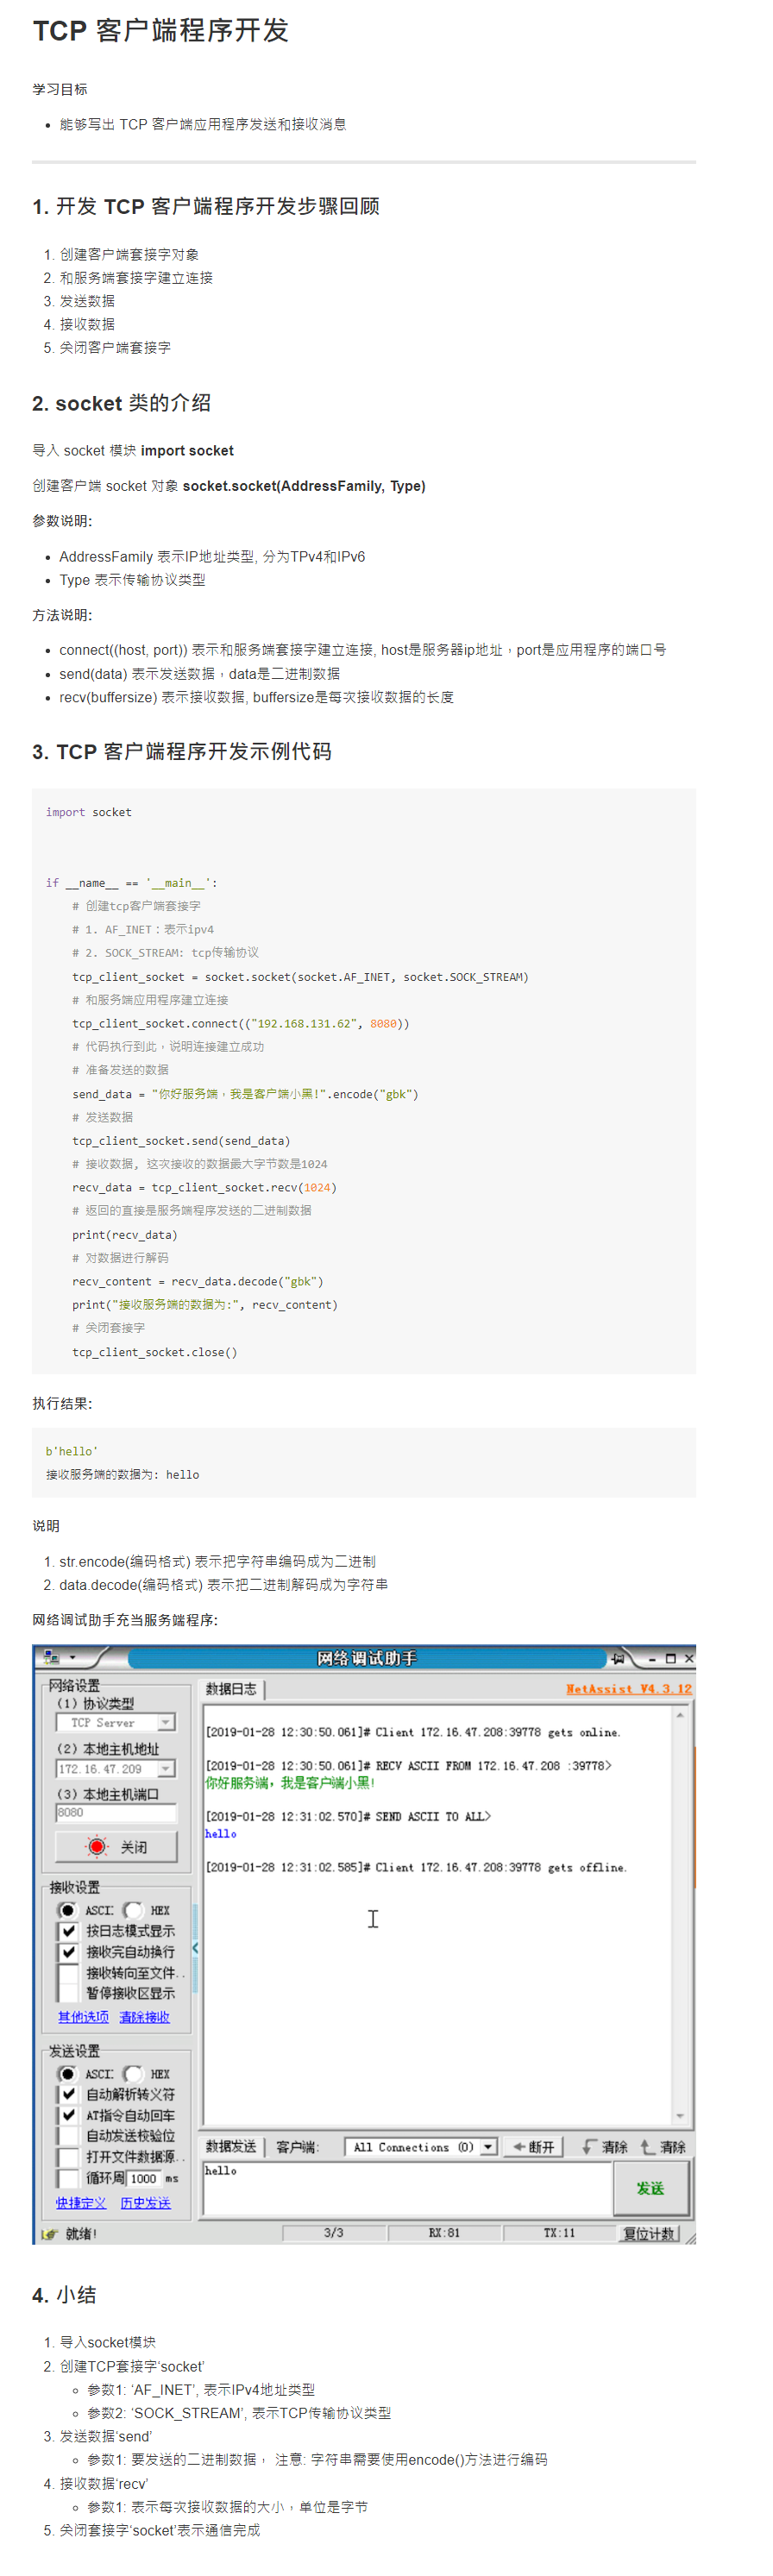 TCP 客户端程序开发
学习目标
能够写出 TCP 客户端应用程序发送和接收消息
1. 开发 TCP 客户端程序开发步骤回顾
1. 创建客户端套接字对象
2. 和服务端套接字建立连接
3. 发送数据
4. 接收数据
5. 关闭客户端套接字
2. socket 类的介绍
导入 socket 模块 import socket
创建客户端 socket 对象 socket.socket(AddressFamily, Type)
参数说明:
AddressFamily 表示IP地址类型, 分为TPv4和IPv6
Type 表示传输协议类型
方法说明:
connect((host, port)) 表示和服务端套接字建立连接, host是服务器ip地址，port是应用程序的端口号
send(data) 表示发送数据，data是二进制数据
recv(buffersize) 表示接收数据, buffersize是每次接收数据的长度
3. TCP 客户端程序开发示例代码
import socket
if __name__ == '__main__':
# 创建tcp客户端套接字
# 1. AF_INET：表示ipv4
# 2. SOCK_STREAM: tcp传输协议
tcp_client_socket = socket.socket(socket.AF_INET, socket.SOCK_STREAM)
# 和服务端应用程序建立连接
tcp_client_socket.connect(("192.168.131.62", 8080))
# 代码执行到此，说明连接建立成功
# 准备发送的数据
send_data = "你好服务端，我是客户端小黑!".encode("gbk")
# 发送数据
tcp_client_socket.send(send_data)
# 接收数据, 这次接收的数据最大字节数是1024
recv_data = tcp_client_socket.recv(1024)
# 返回的直接是服务端程序发送的二进制数据
print(recv_data)
# 对数据进行解码
recv_content = recv_data.decode("gbk")
print("接收服务端的数据为:", recv_content)
# 关闭套接字
tcp_client_socket.close()
执行结果:
b'hello'
接收服务端的数据为: hello
说明
1. str.encode(编码格式) 表示把字符串编码成为二进制
2. data.decode(编码格式) 表示把二进制解码成为字符串
网络调试助手充当服务端程序:
网络调试助手
网络设置
(1) 协议类型
TCP Server
(2) 本地主机地址
172.16.47.209
(3) 本地主机端口
8080
关闭
接收设置
ASCII HEX
按日志模式显示
接收完自动换行
接收转向至文件..
暂停接收区显示
其他选项 清除接收
发送设置
ASCII HEX
自动解析转义符
AT指令自动回车
自动发送校验位
打开文件数据源..
循环周 1000 ms
快捷定义 历史发送
数据日志 NetAssist V4.3.12
[2019-01-28 12:30:50.061]# Client 172.16.47.208:39778 gets online.
[2019-01-28 12:30:50.061]# RECV ASCII FROM 172.16.47.208 :39778>
你好服务端，我是客户端小黑!
[2019-01-28 12:31:02.570]# SEND ASCII TO ALL>
hello
[2019-01-28 12:31:02.585]# Client 172.16.47.208:39778 gets offline.
数据发送 客户端: All Connections (0) 断开 清除 清除
hello
发送
就绪! 3/3 RX:81 TX:11 复位计数
4. 小结
1. 导入socket模块
2. 创建TCP套接字‘socket’
参数1: ‘AF_INET’, 表示IPv4地址类型
参数2: ‘SOCK_STREAM’, 表示TCP传输协议类型
3. 发送数据‘send’
参数1: 要发送的二进制数据， 注意: 字符串需要使用encode()方法进行编码
4. 接收数据‘recv’
参数1: 表示每次接收数据的大小，单位是字节
5. 关闭套接字‘socket’表示通信完成